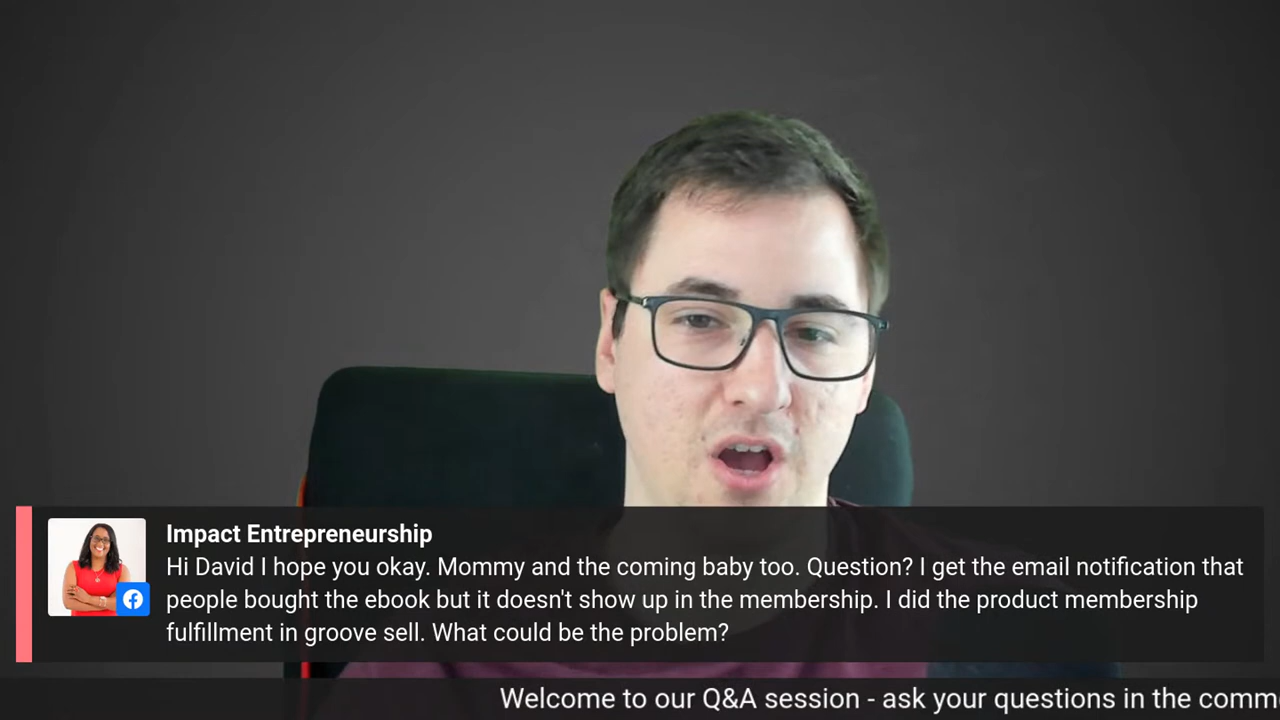 Impact Entrepreneurship
Hi David I hope you okay. Mommy and the coming baby too. Question? I get the email notification that
people bought the ebook but it doesn't show up in the membership. I did the product membership
fulfillment in groove sell. What could be the problem?
Welcome to our Q&A session - ask your questions in the comm